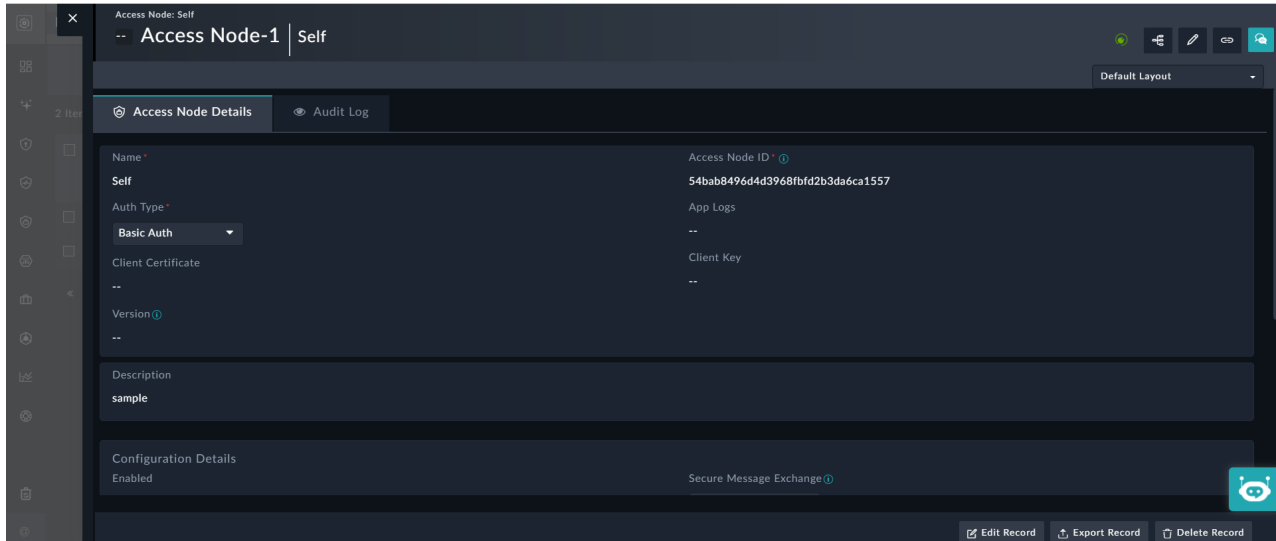 Access Node: Self
-- Access Node-1 | Self
Default Layout
2 Iter
Access Node Details
Audit Log
Name *
Access Node ID *
Self
54bab8496d4d3968fbfd2b3da6ca1557
Auth Type *
App Logs
Basic Auth
--
Client Certificate
Client Key
--
--
Version
--
Description
sample
Configuration Details
Enabled
Secure Message Exchange
Edit Record
Export Record
Delete Record